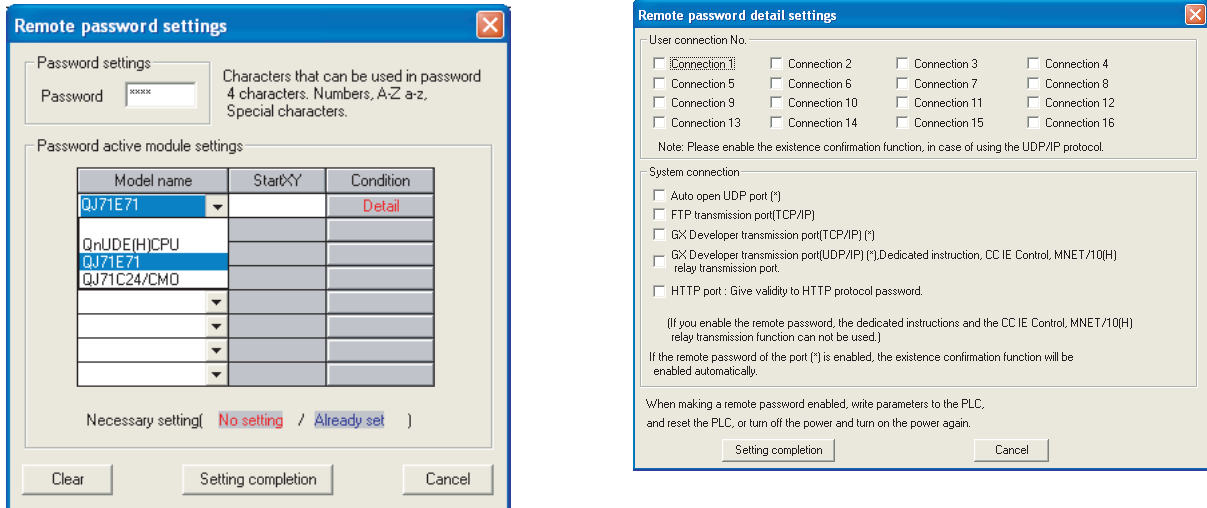 Remote password settings
Password settings
Password
****
Characters that can be used in password
4 characters. Numbers, A-Z a-z,
Special characters.
Password active module settings
Model name StartXY Condition
QJ71E71 Detail
QnUDE(H)CPU
QJ71E71
QJ71C24/CMO
Necessary setting( No setting / Already set )
Clear Setting completion Cancel
Remote password detail settings
User connection No.
Connection 1 Connection 2 Connection 3 Connection 4
Connection 5 Connection 6 Connection 7 Connection 8
Connection 9 Connection 10 Connection 11 Connection 12
Connection 13 Connection 14 Connection 15 Connection 16
Note: Please enable the existence confirmation function, in case of using the UDP/IP protocol.
System connection
Auto open UDP port (*)
FTP transmission port(TCP/IP)
GX Developer transmission port(TCP/IP) (*)
GX Developer transmission port(UDP/IP) (*),Dedicated instruction, CC IE Control, MNET/10(H)
relay transmission port.
HTTP port : Give validity to HTTP protocol password.
(If you enable the remote password, the dedicated instructions and the CC IE Control, MNET/10(H)
relay transmission function can not be used.)
If the remote password of the port (*) is enabled, the existence confirmation function will be
enabled automatically.
When making a remote password enabled, write parameters to the PLC,
and reset the PLC, or turn off the power and turn on the power again.
Setting completion Cancel